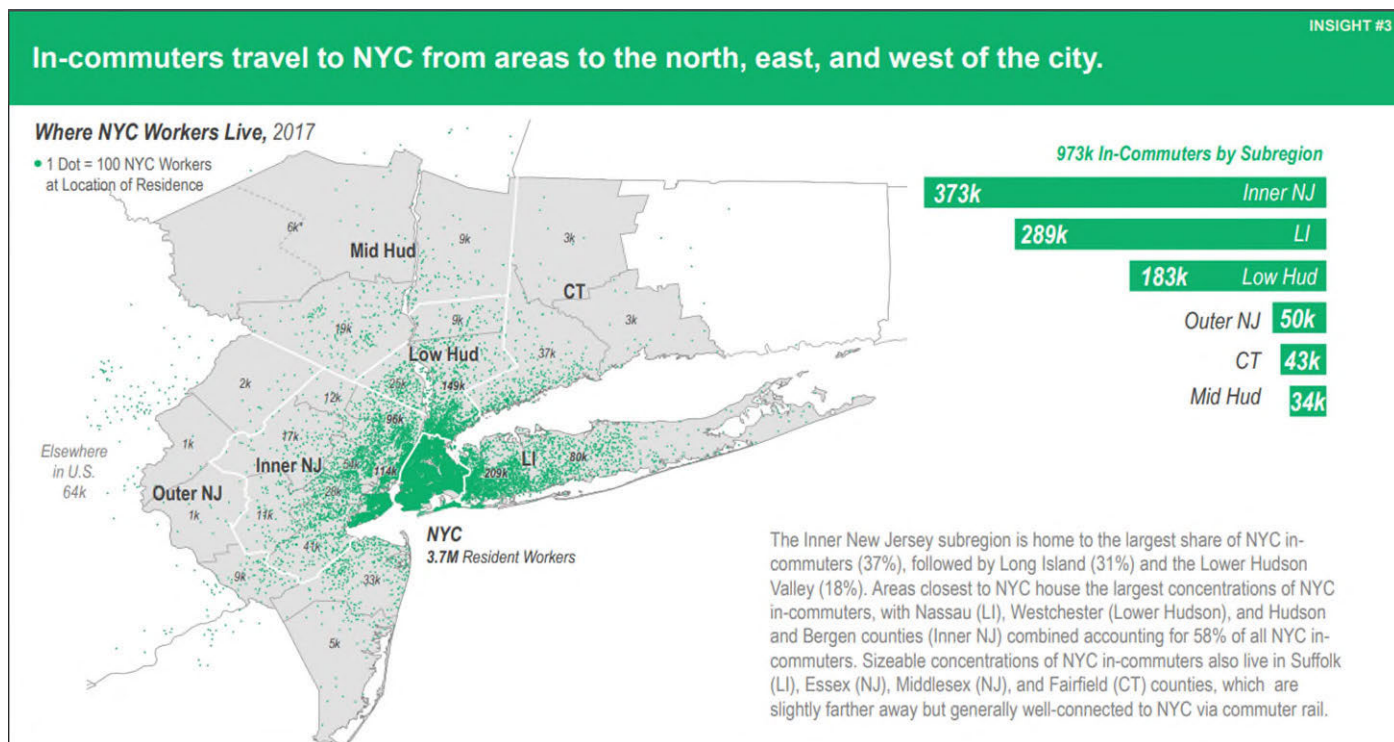 INSIGHT #3
In-commuters travel to NYC from areas to the north, east, and west of the city.
Where NYC Workers Live, 2017
1 Dot = 100 NYC Workers
at Location of Residence
973k In-Commuters by Subregion
373k Inner NJ
289k LI
183k Low Hud
Outer NJ 50k
CT 43k
Mid Hud 34k
6k*
Mid Hud
9k
3k
CT
3k
19k
9k
Low Hud
37k
2k
12k
25k
149k
96k
1k
17k
Elsewhere
in U.S.
64k
Inner NJ
54k
114k
LI
209k
80k
Outer NJ
28k
1k
11k
NYC
3.7M Resident Workers
41k
9k
33k
5k
The Inner New Jersey subregion is home to the largest share of NYC in-
commuters (37%), followed by Long Island (31%) and the Lower Hudson
Valley (18%). Areas closest to NYC house the largest concentrations of NYC
in-commuters, with Nassau (LI), Westchester (Lower Hudson), and Hudson
and Bergen counties (Inner NJ) combined accounting for 58% of all NYC in-
commuters. Sizeable concentrations of NYC in-commuters also live in Suffolk
(LI), Essex (NJ), Middlesex (NJ), and Fairfield (CT) counties, which are
slightly farther away but generally well-connected to NYC via commuter rail.